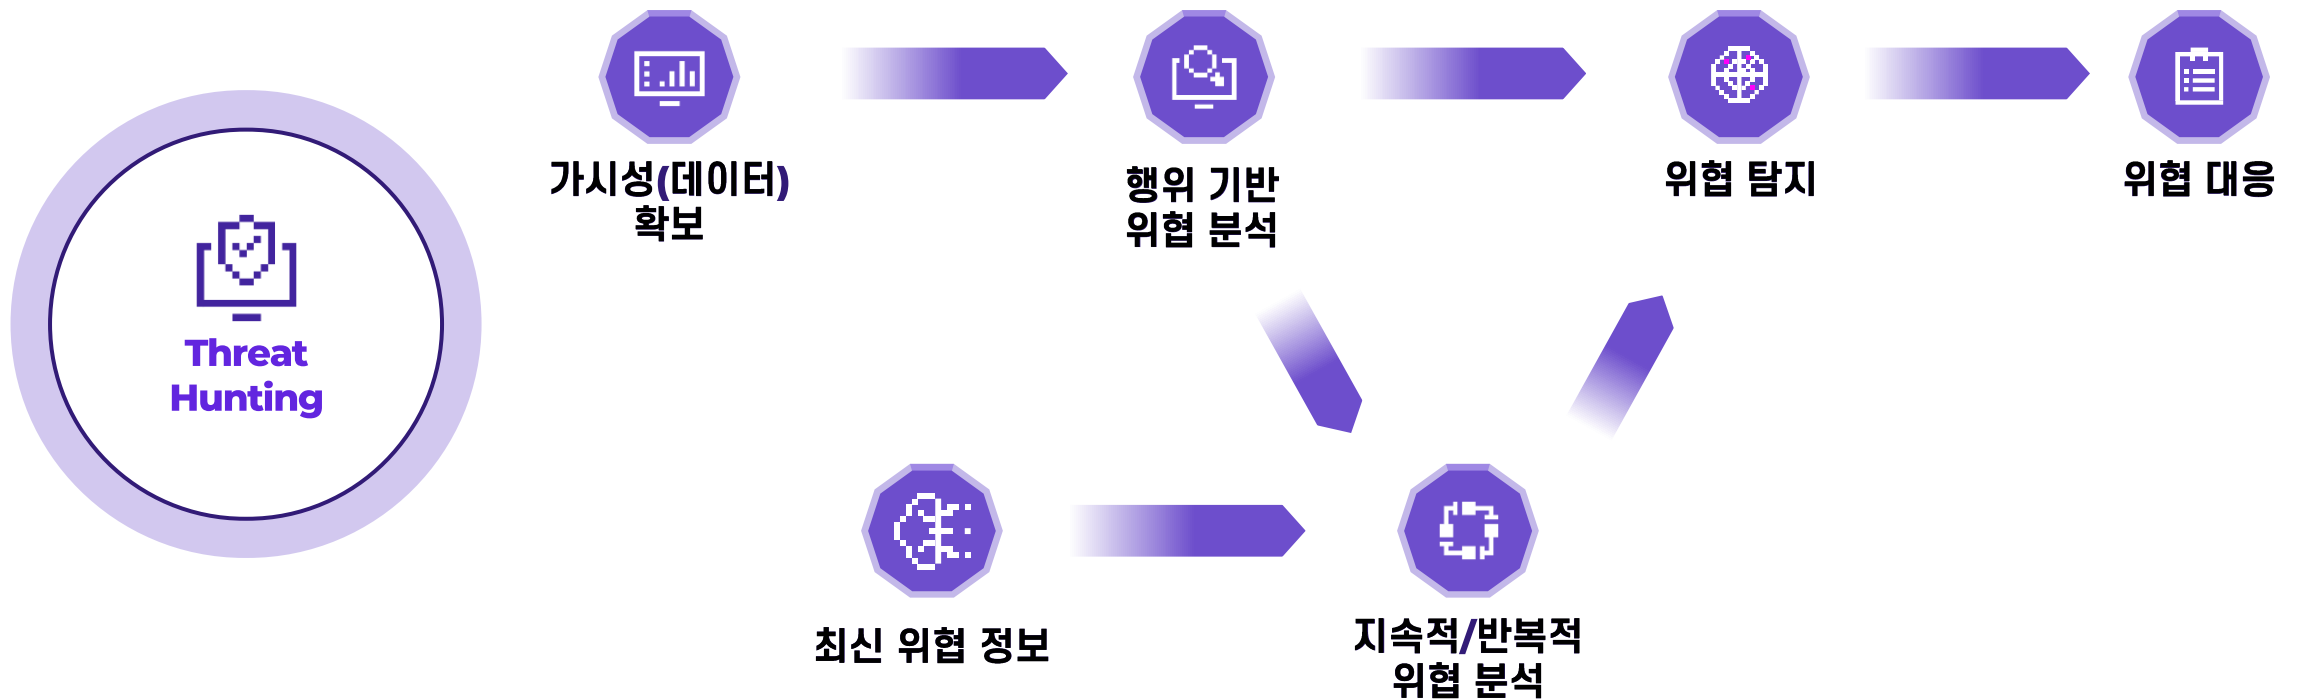 Threat
Hunting
가시성(데이터)
확보
행위 기반
위협 분석
위협 탐지
위협 대응
최신 위협 정보
지속적/반복적
위협 분석